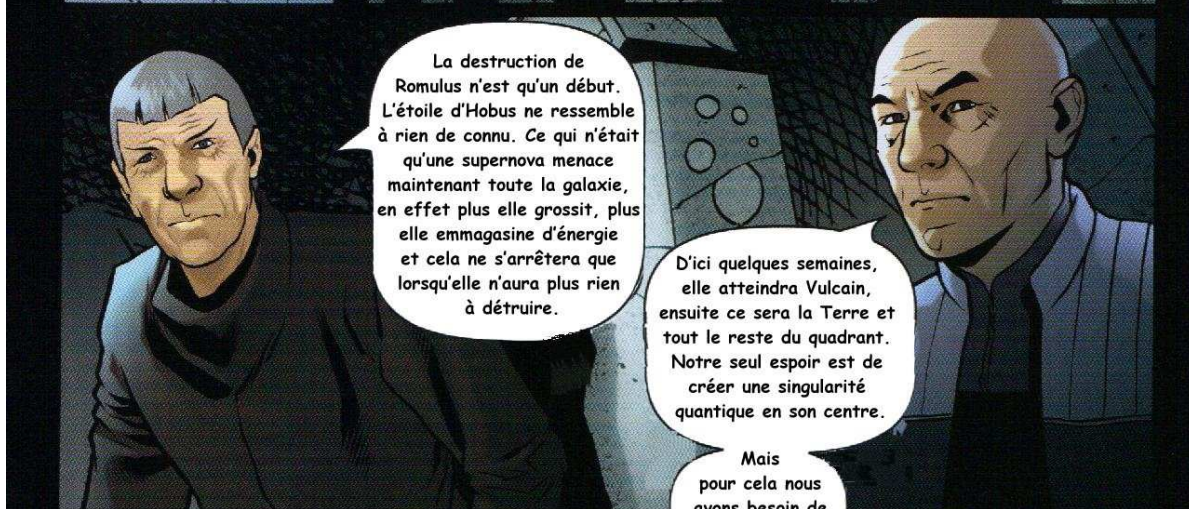 La destruction de
Romulus n'est qu'un début.
L'étoile d'Hobus ne ressemble
à rien de connu. Ce qui n'était
qu'une supernova menace
maintenant toute la galaxie,
en effet plus elle grossit, plus
elle emmagasine d'énergie
et cela ne s'arrêtera que
lorsqu'elle n'aura plus rien
à détruire.
D'ici quelques semaines,
elle atteindra Vulcain,
ensuite ce sera la Terre et
tout le reste du quadrant.
Notre seul espoir est de
créer une singularité
quantique en son centre.
Mais
pour cela nous
avons besoin de